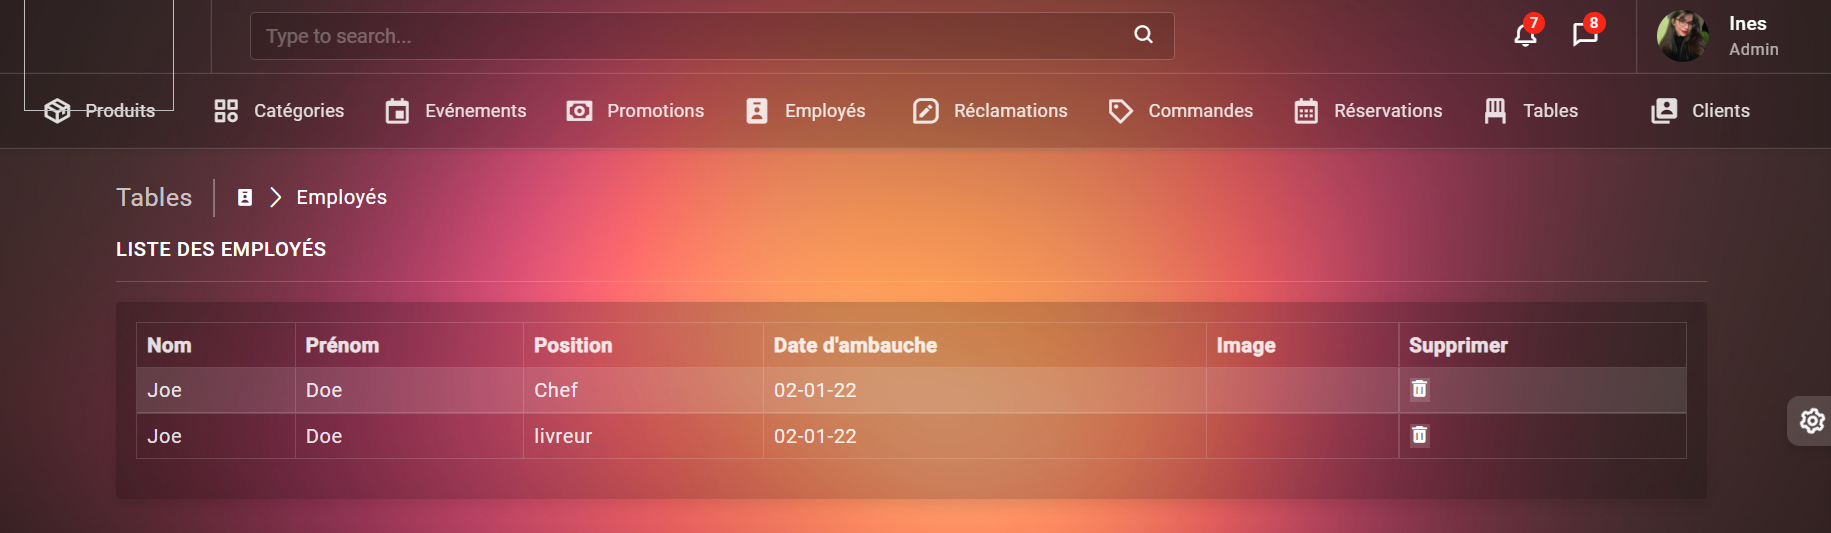 Type to search...
7
8
Ines
Admin
Produits
Catégories
Evénements
Promotions
Employés
Réclamations
Commandes
Réservations
Tables
Clients
Tables
Employés
LISTE DES EMPLOYÉS
Nom Prénom Position Date d'ambauche Image Supprimer
Joe Doe Chef 02-01-22
Joe Doe livreur 02-01-22